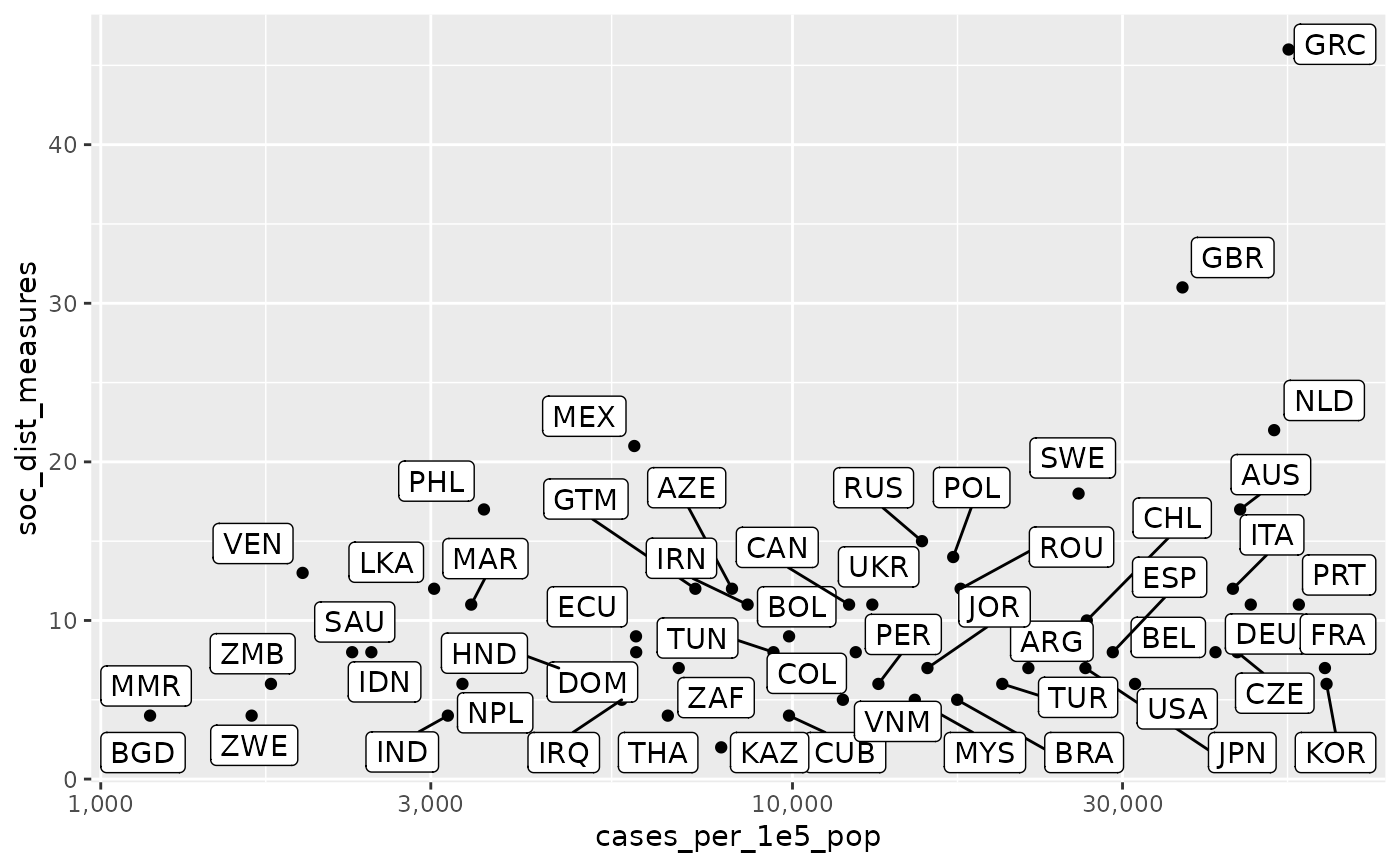 GRC
40
GBR
30
NLD
MEX
SWE
20
PHL
AZE
RUS
POL
AUS
GTM
CHL
VEN
ITA
LKA
MAR
IRN
CAN
ROU
UKR
ESP
PRT
10
ECU
BOL
JOR
SAU
TUN
PER
ARG
BEL
DEU
FRA
ZMB
HND
COL
MMR
IDN
DOM
ZAF
TUR
CZE
NPL
VNM
USA
BGD
ZWE
IND
IRQ
THA
KAZ
CUB
MYS
BRA
JPN
KOR
0
1,000
3,000
10,000
30,000
cases_per_1e5_pop
soc_dist_measures